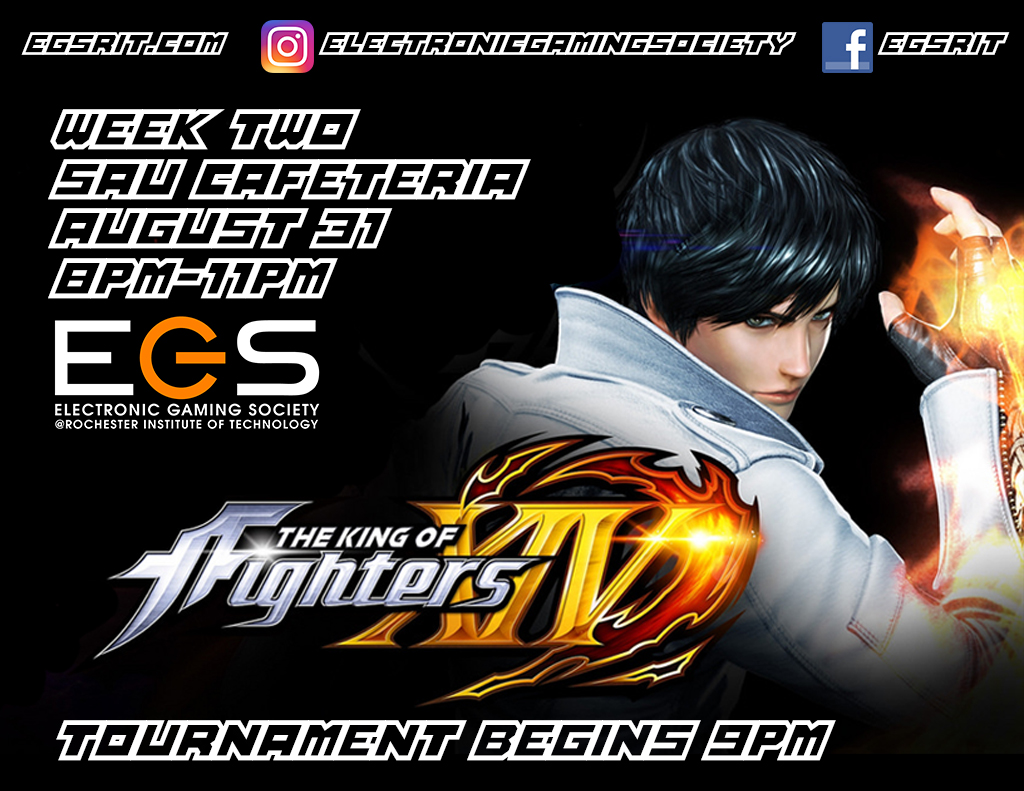 EGSRIT.COM
ELECTRONICGAMINGSOCIETY
EGSRIT
WEEK TWO
SAU CAFETERIA
AUGUST 31
8PM-11PM
EGS
ELECTRONIC GAMING SOCIETY
@ROCHESTER INSTITUTE OF TECHNOLOGY
THE KING OF
Fighters XIV
TOURNAMENT BEGINS 9PM